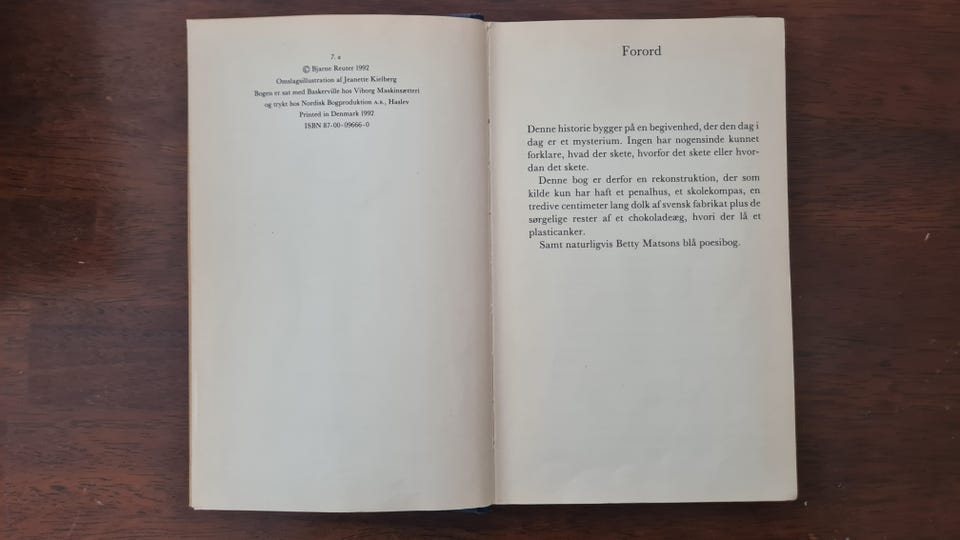 7. a
© Bjarne Reuter 1992
Omslagsillustration af Jeanette Kielberg
Bogen er sat med Baskerville hos Viborg Maskinsætteri
og trykt hos Nordisk Bogproduktion A.S., Haslev
Printed in Denmark 1992
ISBN 87-00-09666-0
Forord
Denne historie bygger på en begivenhed, der den dag i
dag er et mysterium. Ingen har nogensinde kunnet
forklare, hvad der skete, hvorfor det skete eller hvor-
dan det skete.
Denne bog er derfor en rekonstruktion, der som
kilde kun har haft et penalhus, et skolekompas, en
tredive centimeter lang dolk af svensk fabrikat plus de
sørgelige rester af et chokoladeæg, hvori der lå et
plasticanker.
Samt naturligvis Betty Matsons blå poesibog.